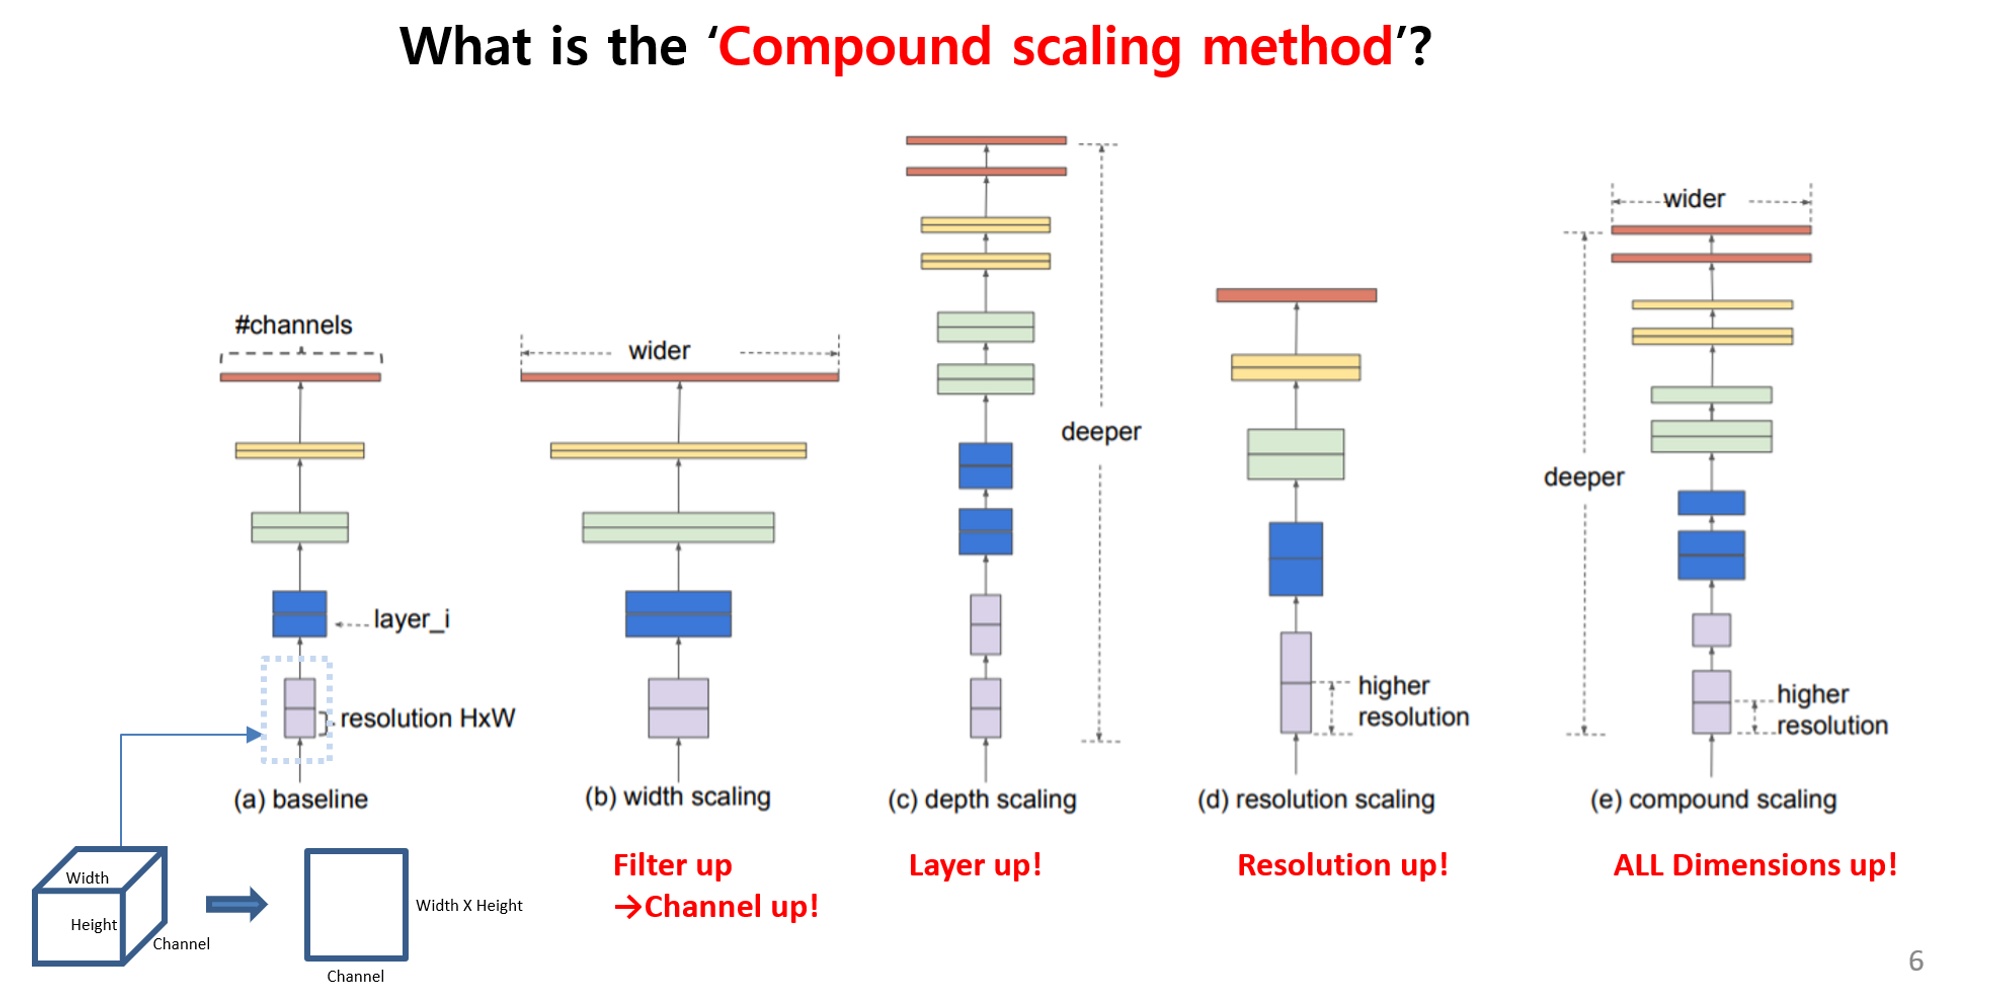 What is the ‘Compound scaling method’?
#channels
layer_i
resolution HxW
(a) baseline
wider
(b) width scaling
deeper
(c) depth scaling
higher
resolution
(d) resolution scaling
wider
deeper
higher
resolution
(e) compound scaling
Filter up
→Channel up!
Layer up!
Resolution up!
ALL Dimensions up!
Width
Height
Channel
Width X Height
Channel
6